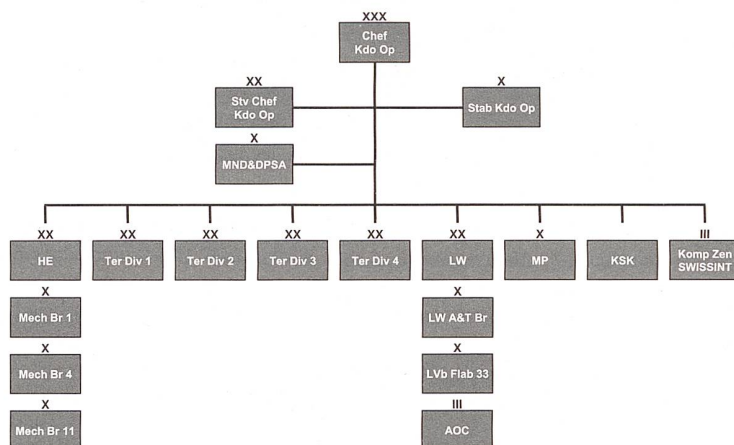 XXX
Chef
Kdo Op
XX
Stv Chef
Kdo Op
X
Stab Kdo Op
X
MND&DPSA
XX
HE
XX
Ter Div 1
XX
Ter Div 2
XX
Ter Div 3
XX
Ter Div 4
XX
LW
X
MP
KSK
III
Komp Zen
SWISSINT
X
Mech Br 1
X
LW A&T Br
X
Mech Br 4
X
LVb Flab 33
X
Mech Br 11
III
AOC